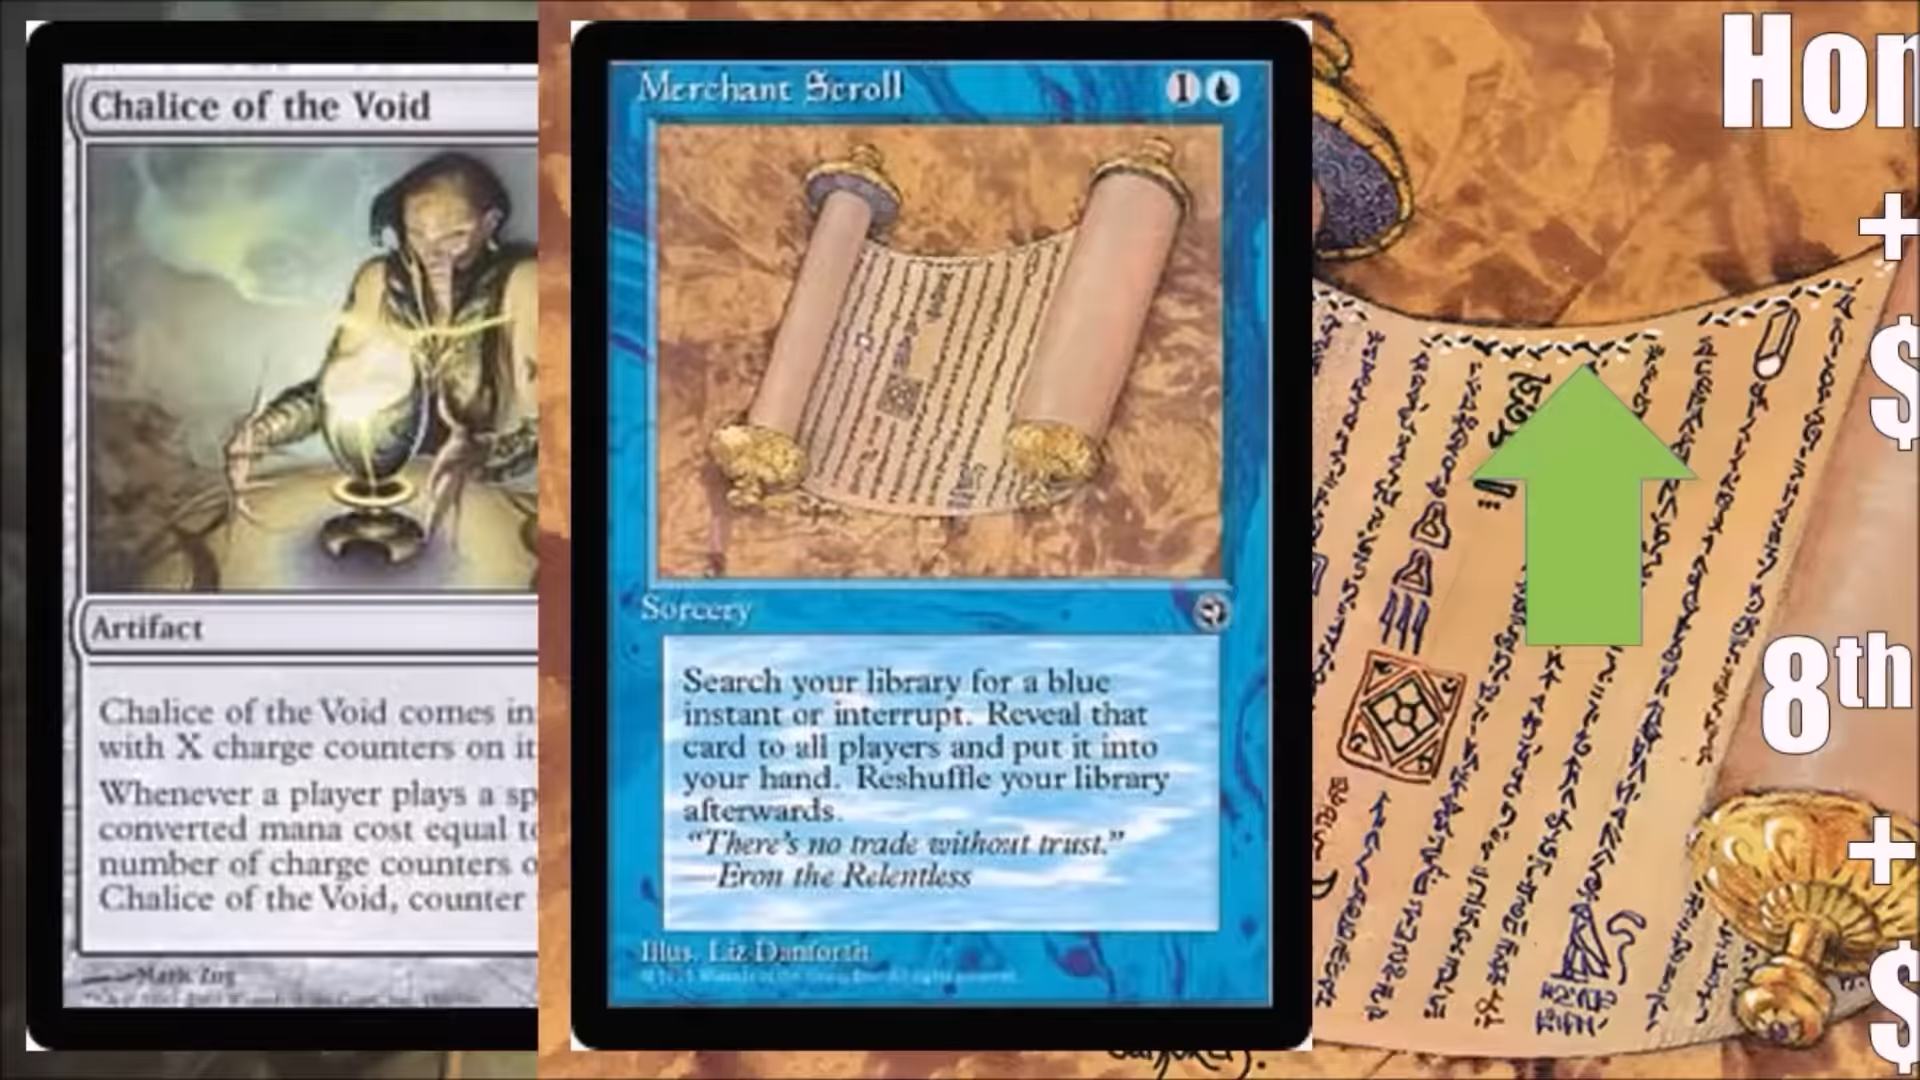 Chalice of the Void
Artifact
Chalice of the Void comes in
with X charge counters on it
Whenever a player plays a sp
converted mana cost equal to
number of charge counters o
Chalice of the Void, counter
Mark Zug
Merchant Scroll
1
Sorcery
Search your library for a blue
instant or interrupt. Reveal that
card to all players and put it into
your hand. Reshuffle your library
afterwards.
“There’s no trade without trust.”
—Eron the Relentless
Illus. Liz Danforth
Hom
+
$
8th
+
$